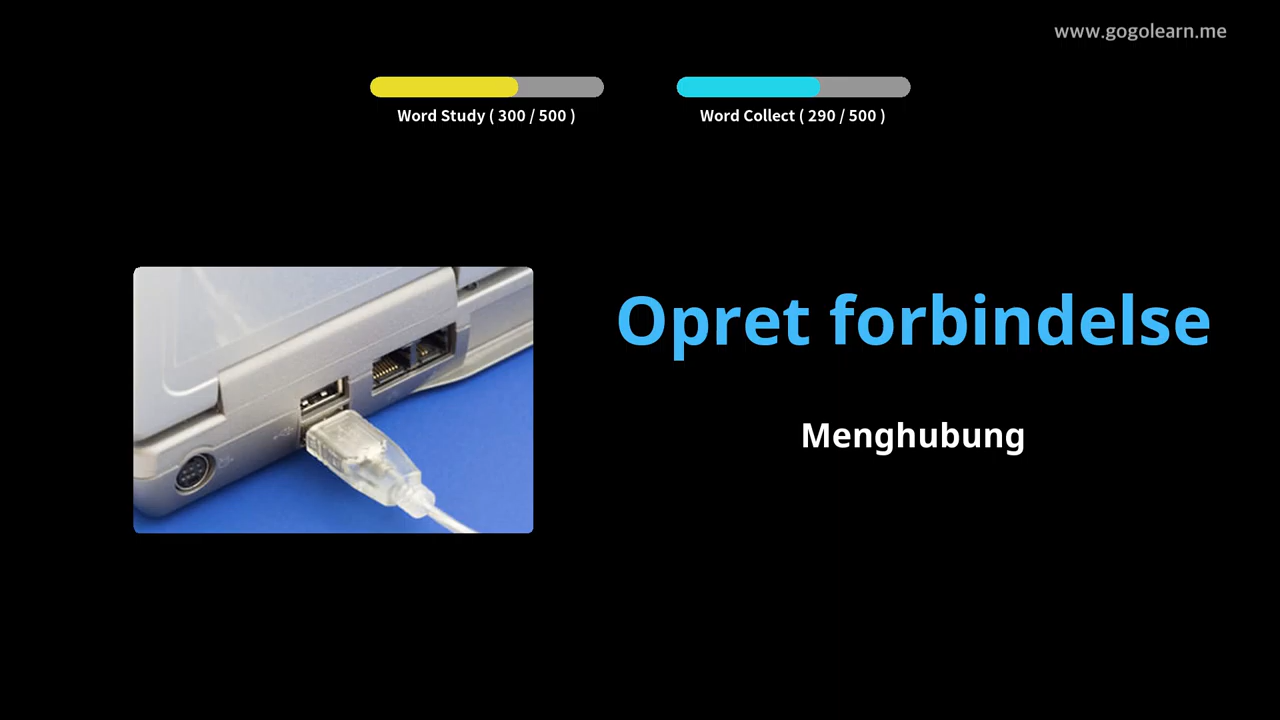 www.gogolearn.me
Word Study ( 300 / 500 )
Word Collect ( 290 / 500 )
Opret forbindelse
Menghubung